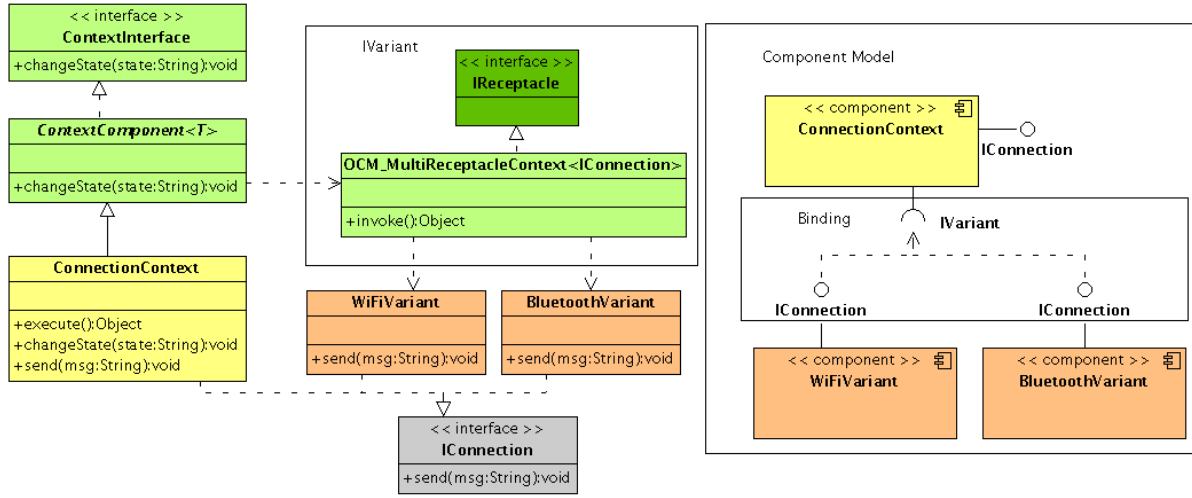 << interface >>
ContextInterface
+changeState(state:String):void
ContextComponent<T>
+changeState(state:String):void
ConnectionContext
+execute():Object
+changeState(state:String):void
+send(msg:String):void
IVariant
<< interface >>
IReceptacle
OCM_MultiReceptacleContext<IConnection>
+invoke():Object
WiFiVariant
+send(msg:String):void
BluetoothVariant
+send(msg:String):void
<< interface >>
IConnection
+send(msg:String):void
Component Model
<< component >>
ConnectionContext
IConnection
Binding
IVariant
IConnection
IConnection
<< component >>
WiFiVariant
<< component >>
BluetoothVariant